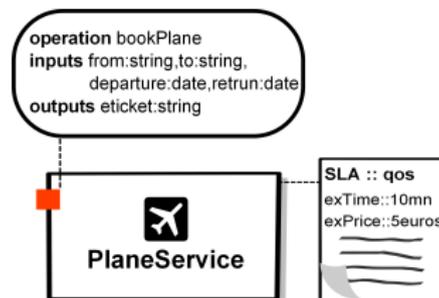 operation bookPlane
inputs from:string,to:string,
departure:date,retrun:date
outputs eticket:string
SLA :: qos
exTime::10mn
exPrice::5euros
PlaneService